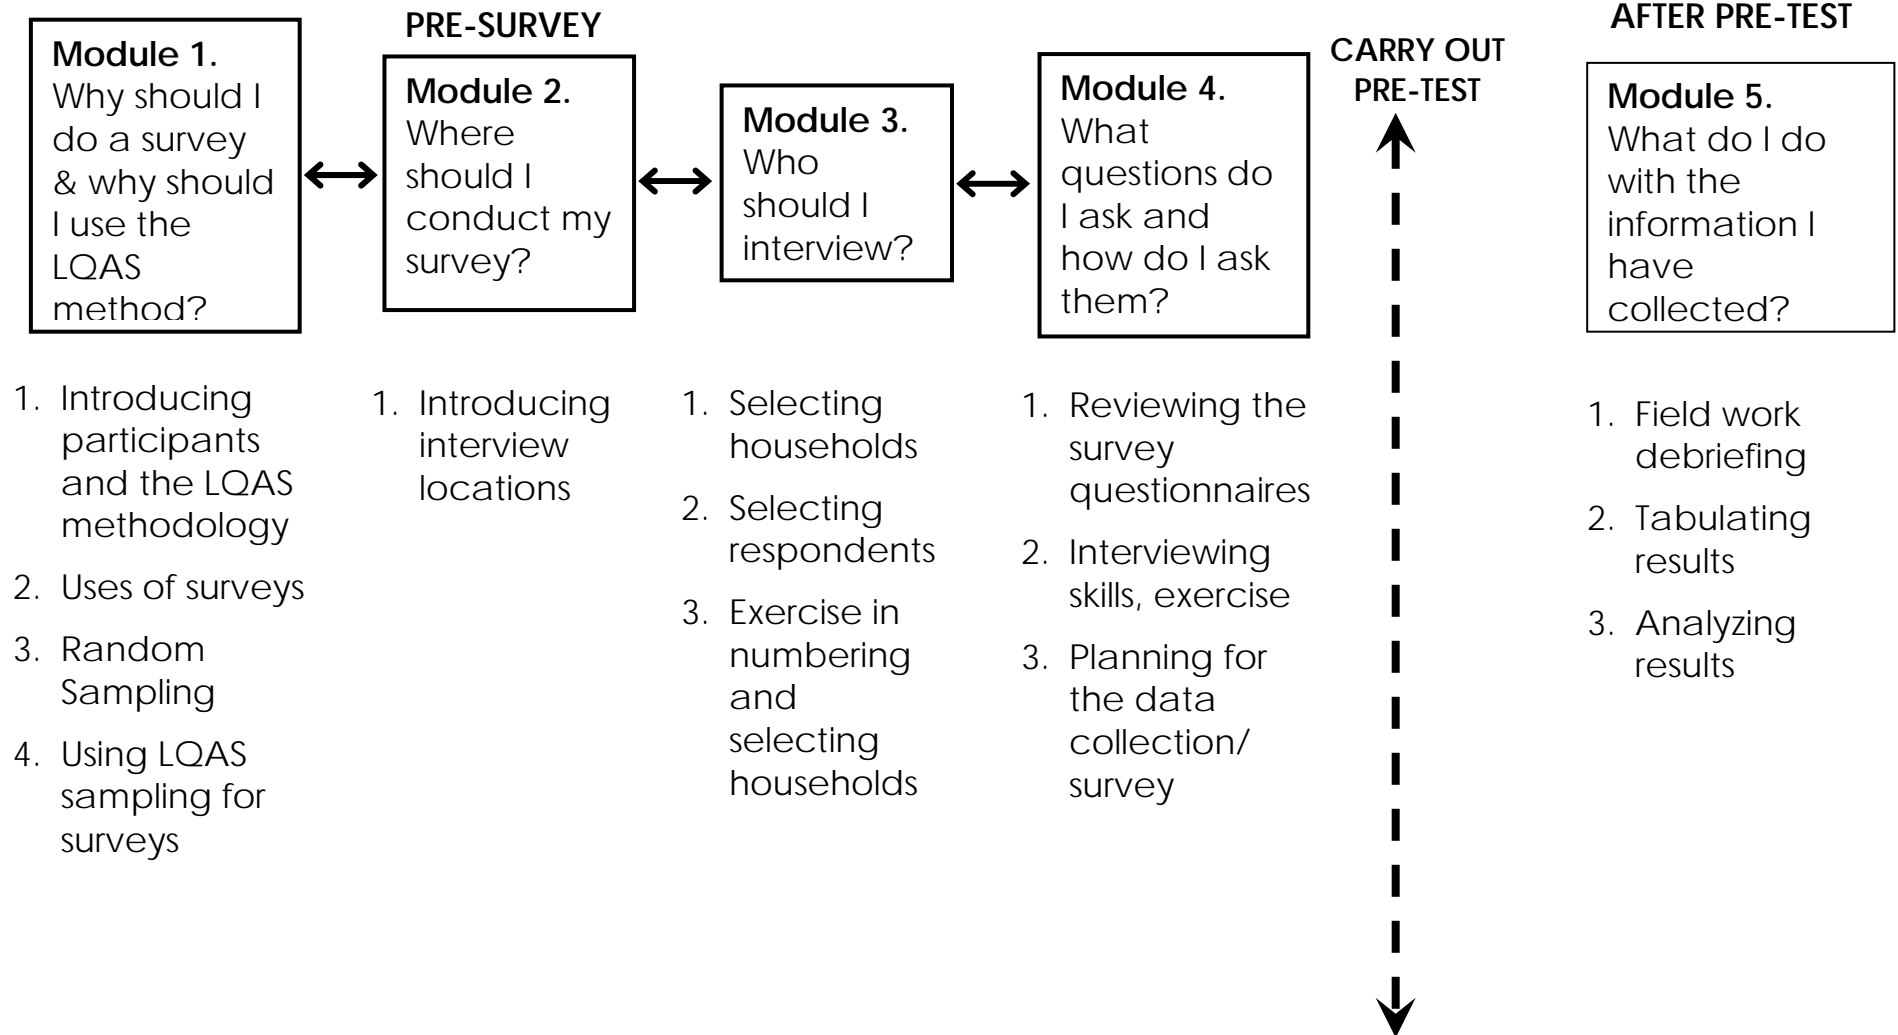 PRE-SURVEY
Module 1.
Why should I
do a survey
& why should
I use the
LQAS
method?
Module 2.
Where
should I
conduct my
survey?
Module 3.
Who
should I
interview?
Module 4.
What
questions do
I ask and
how do I ask
them?
CARRY OUT
PRE-TEST
AFTER PRE-TEST
Module 5.
What do I do
with the
information I
have
collected?
1. Introducing
participants
and the LQAS
methodology
2. Uses of surveys
3. Random
Sampling
4. Using LQAS
sampling for
surveys
1. Introducing
interview
locations
1. Selecting
households
2. Selecting
respondents
3. Exercise in
numbering
and
selecting
households
1. Reviewing the
survey
questionnaires
2. Interviewing
skills, exercise
3. Planning for
the data
collection/
survey
1. Field work
debriefing
2. Tabulating
results
3. Analyzing
results